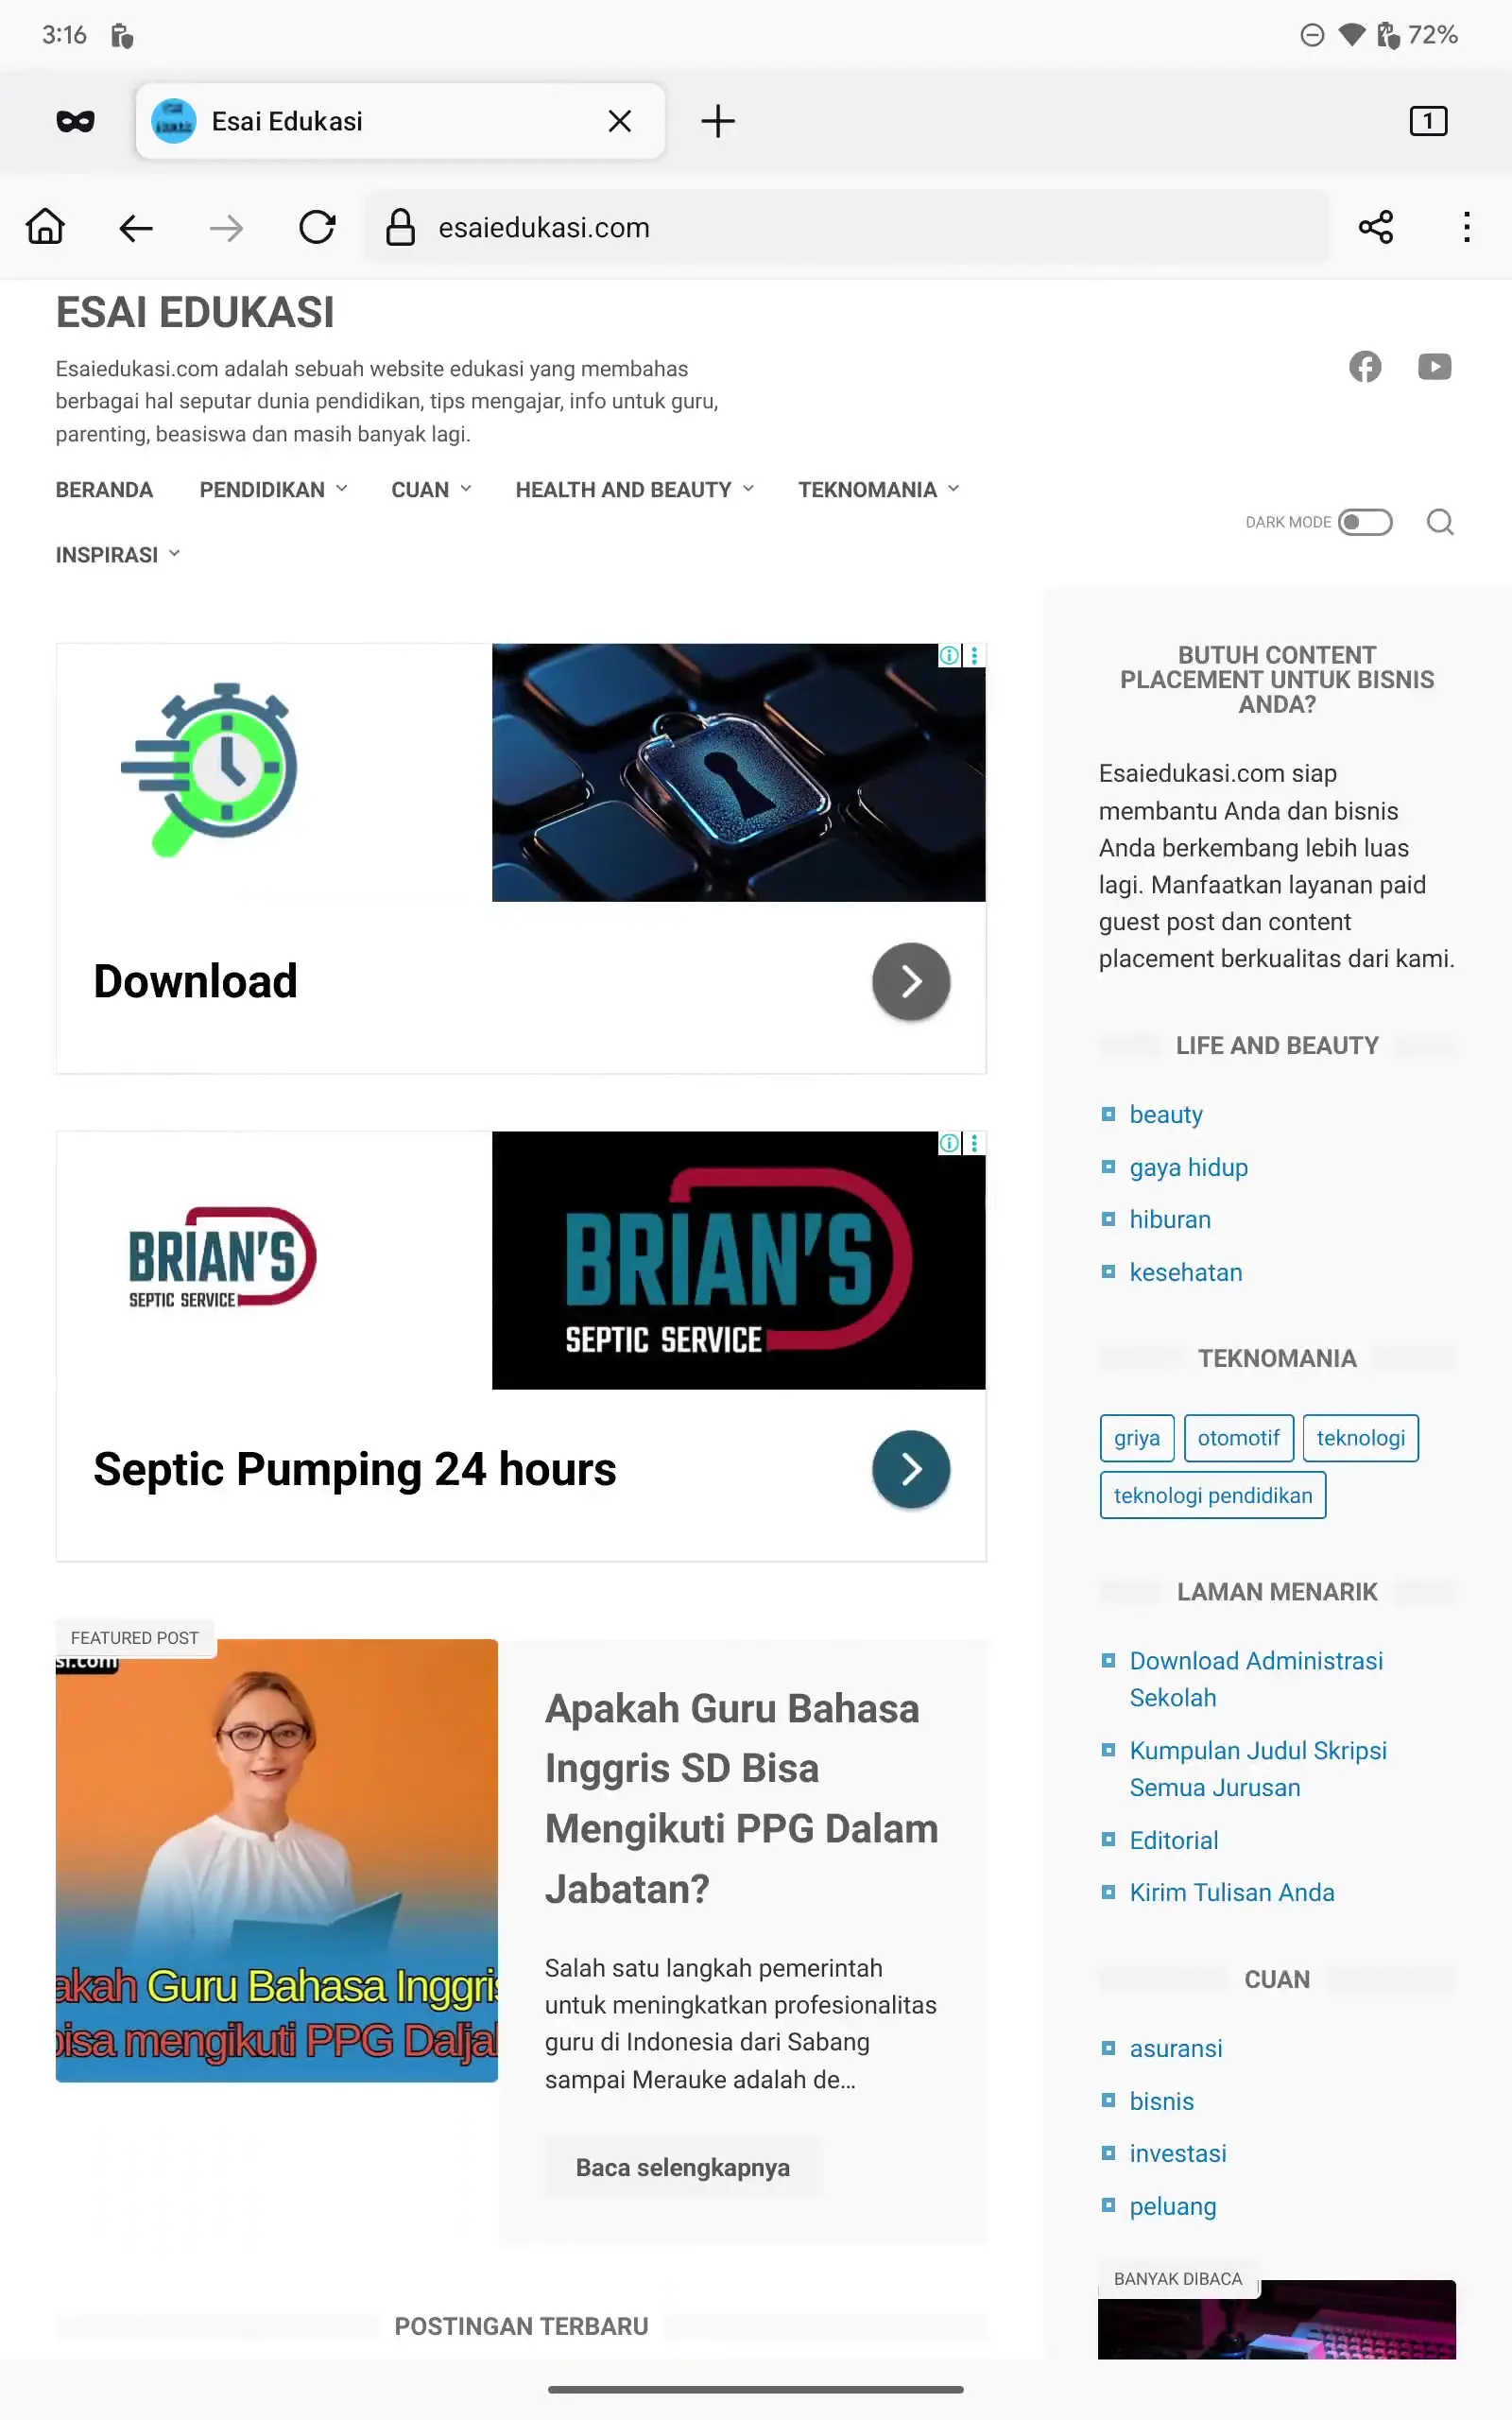 3:16
72%
Esai Edukasi
1
esaiedukasi.com
ESAI EDUKASI
Esaiedukasi.com adalah sebuah website edukasi yang membahas
berbagai hal seputar dunia pendidikan, tips mengajar, info untuk guru,
parenting, beasiswa dan masih banyak lagi.
BERANDA PENDIDIKAN CUAN HEALTH AND BEAUTY TEKNOMANIA
INSPIRASI
DARK MODE
Download
BRIAN'S
SEPTIC SERVICE
BRIAN'S
SEPTIC SERVICE
Septic Pumping 24 hours
FEATURED POST
si.com
akah Guru Bahasa Inggris
bisa mengikuti PPG Daljal
Apakah Guru Bahasa
Inggris SD Bisa
Mengikuti PPG Dalam
Jabatan?
Salah satu langkah pemerintah
untuk meningkatkan profesionalitas
guru di Indonesia dari Sabang
sampai Merauke adalah de...
Baca selengkapnya
POSTINGAN TERBARU
BUTUH CONTENT
PLACEMENT UNTUK BISNIS
ANDA?
Esaiedukasi.com siap
membantu Anda dan bisnis
Anda berkembang lebih luas
lagi. Manfaatkan layanan paid
guest post dan content
placement berkualitas dari kami.
LIFE AND BEAUTY
beauty
gaya hidup
hiburan
kesehatan
TEKNOMANIA
griya otomotif teknologi
teknologi pendidikan
LAMAN MENARIK
Download Administrasi
Sekolah
Kumpulan Judul Skripsi
Semua Jurusan
Editorial
Kirim Tulisan Anda
CUAN
asuransi
bisnis
investasi
peluang
BANYAK DIBACA